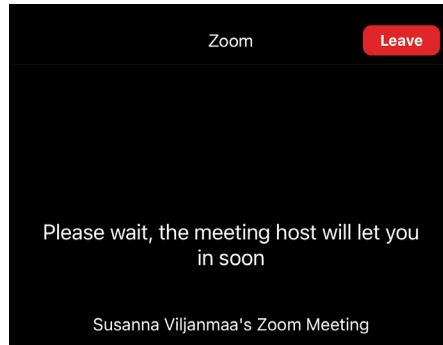 Zoom
Leave
Please wait, the meeting host will let you
in soon
Susanna Viljanmaa's Zoom Meeting